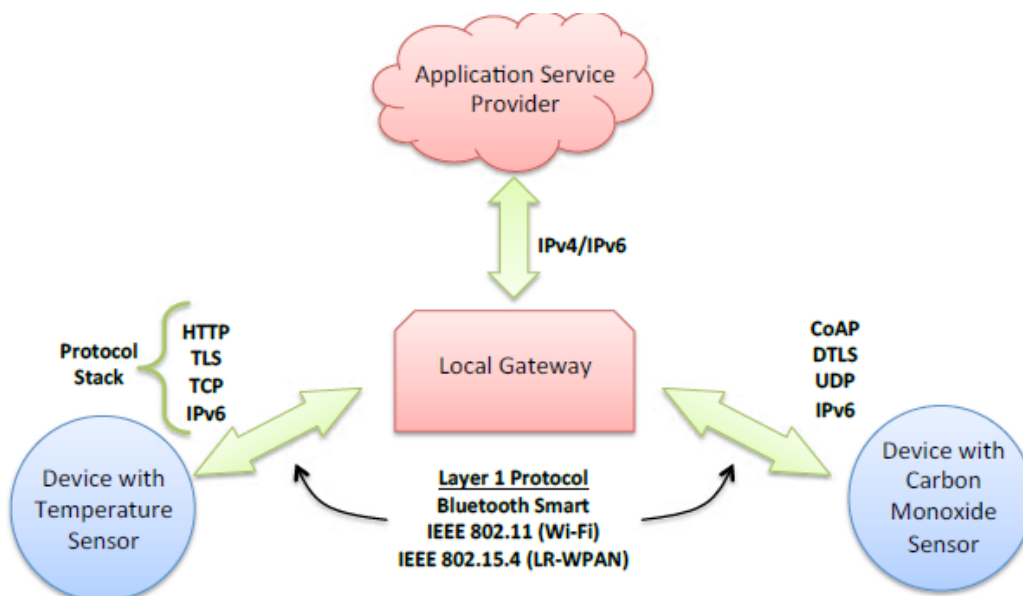 Application Service
Provider
IPv4/IPv6
Protocol
Stack
HTTP
TLS
TCP
IPv6
Local Gateway
CoAP
DTLS
UDP
IPv6
Device with
Temperature
Sensor
Layer 1 Protocol
Bluetooth Smart
IEEE 802.11 (Wi-Fi)
IEEE 802.15.4 (LR-WPAN)
Device with
Carbon
Monoxide
Sensor